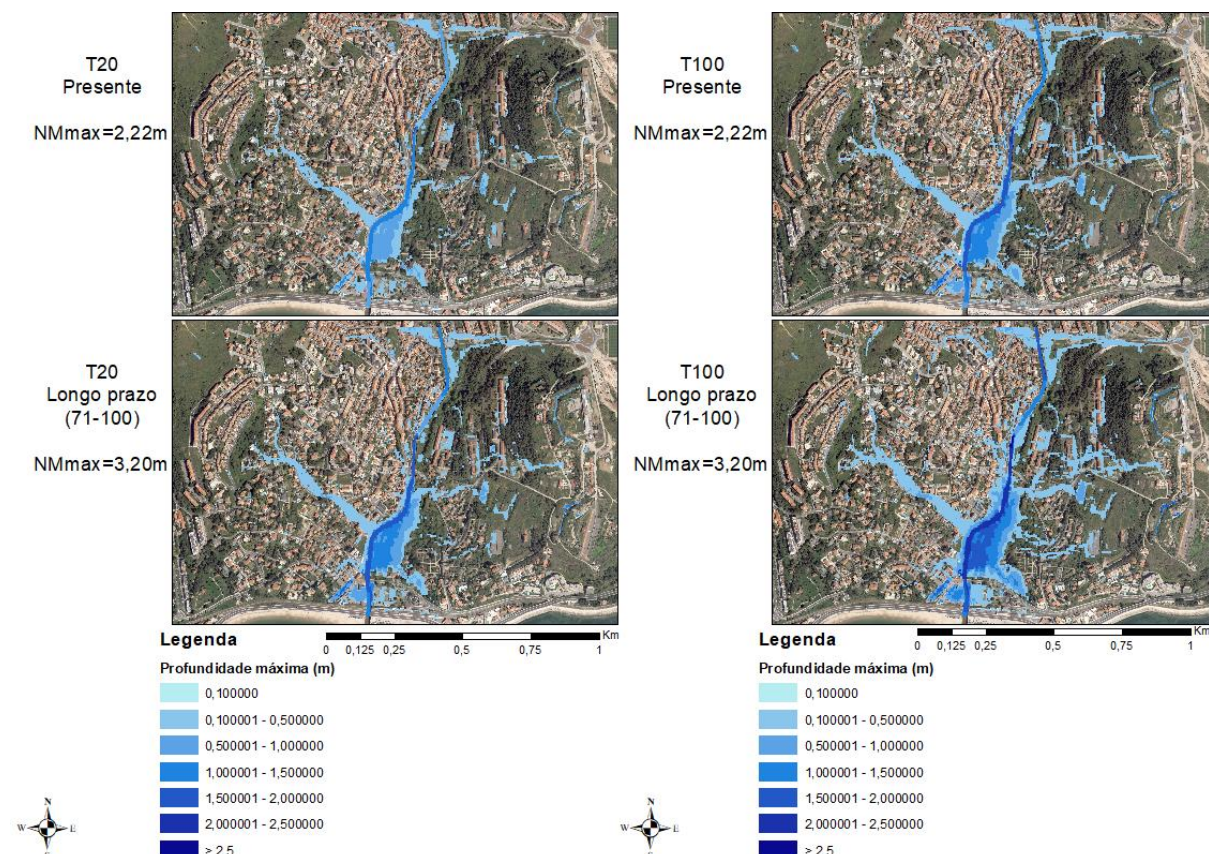 T20
Presente
NMmax=2,22m
T100
Presente
NMmax=2,22m
T20
Longo prazo
(71-100)
NMmax=3,20m
T100
Longo prazo
(71-100)
NMmax=3,20m
Legenda
Km
0 0,125 0,25 0,5 0,75 1
Profundidade máxima (m)
0,100000
0,100001 - 0,500000
0,500001 - 1,000000
1,000001 - 1,500000
1,500001 - 2,000000
2,000001 - 2,500000
> 2,5
N
W E
S
Legenda
Km
0 0,125 0,25 0,5 0,75 1
Profundidade máxima (m)
0,100000
0,100001 - 0,500000
0,500001 - 1,000000
1,000001 - 1,500000
1,500001 - 2,000000
2,000001 - 2,500000
> 2,5
N
W E
S